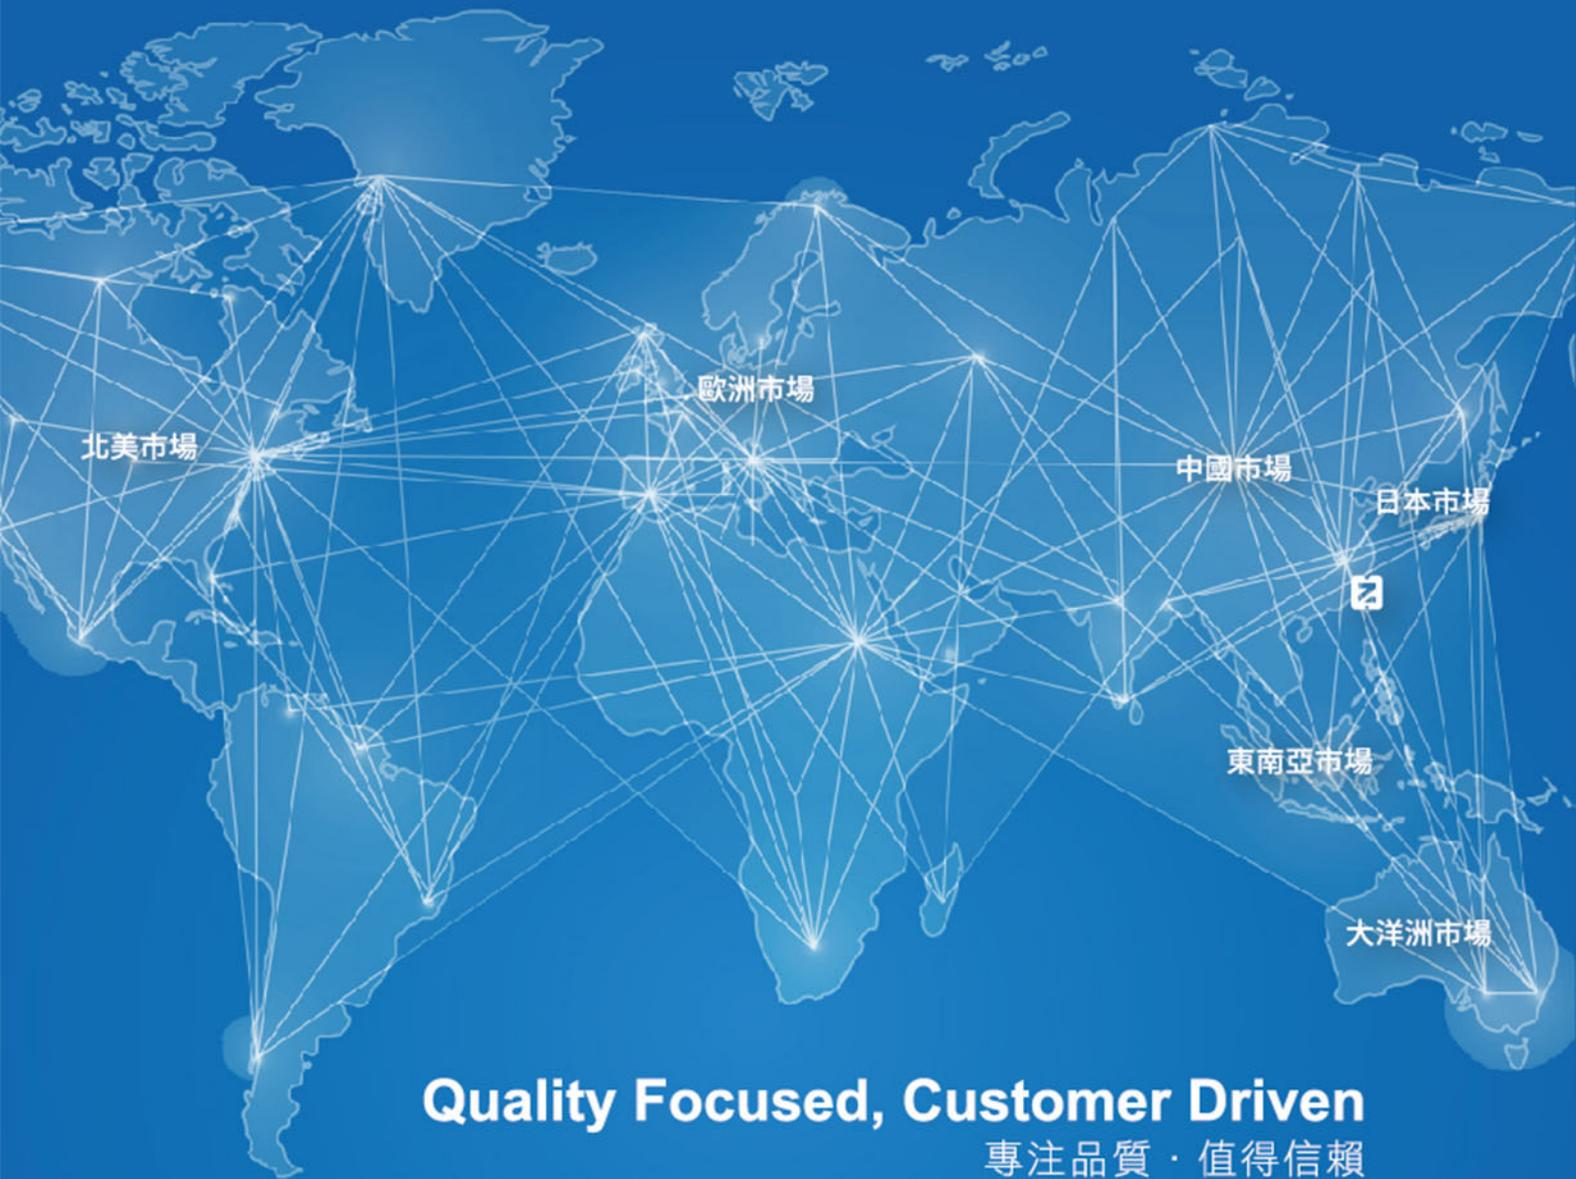 歐洲市場
北美市場
中國市場
日本市場
東南亞市場
大洋洲市場
Quality Focused, Customer Driven
專注品質 · 值得信賴